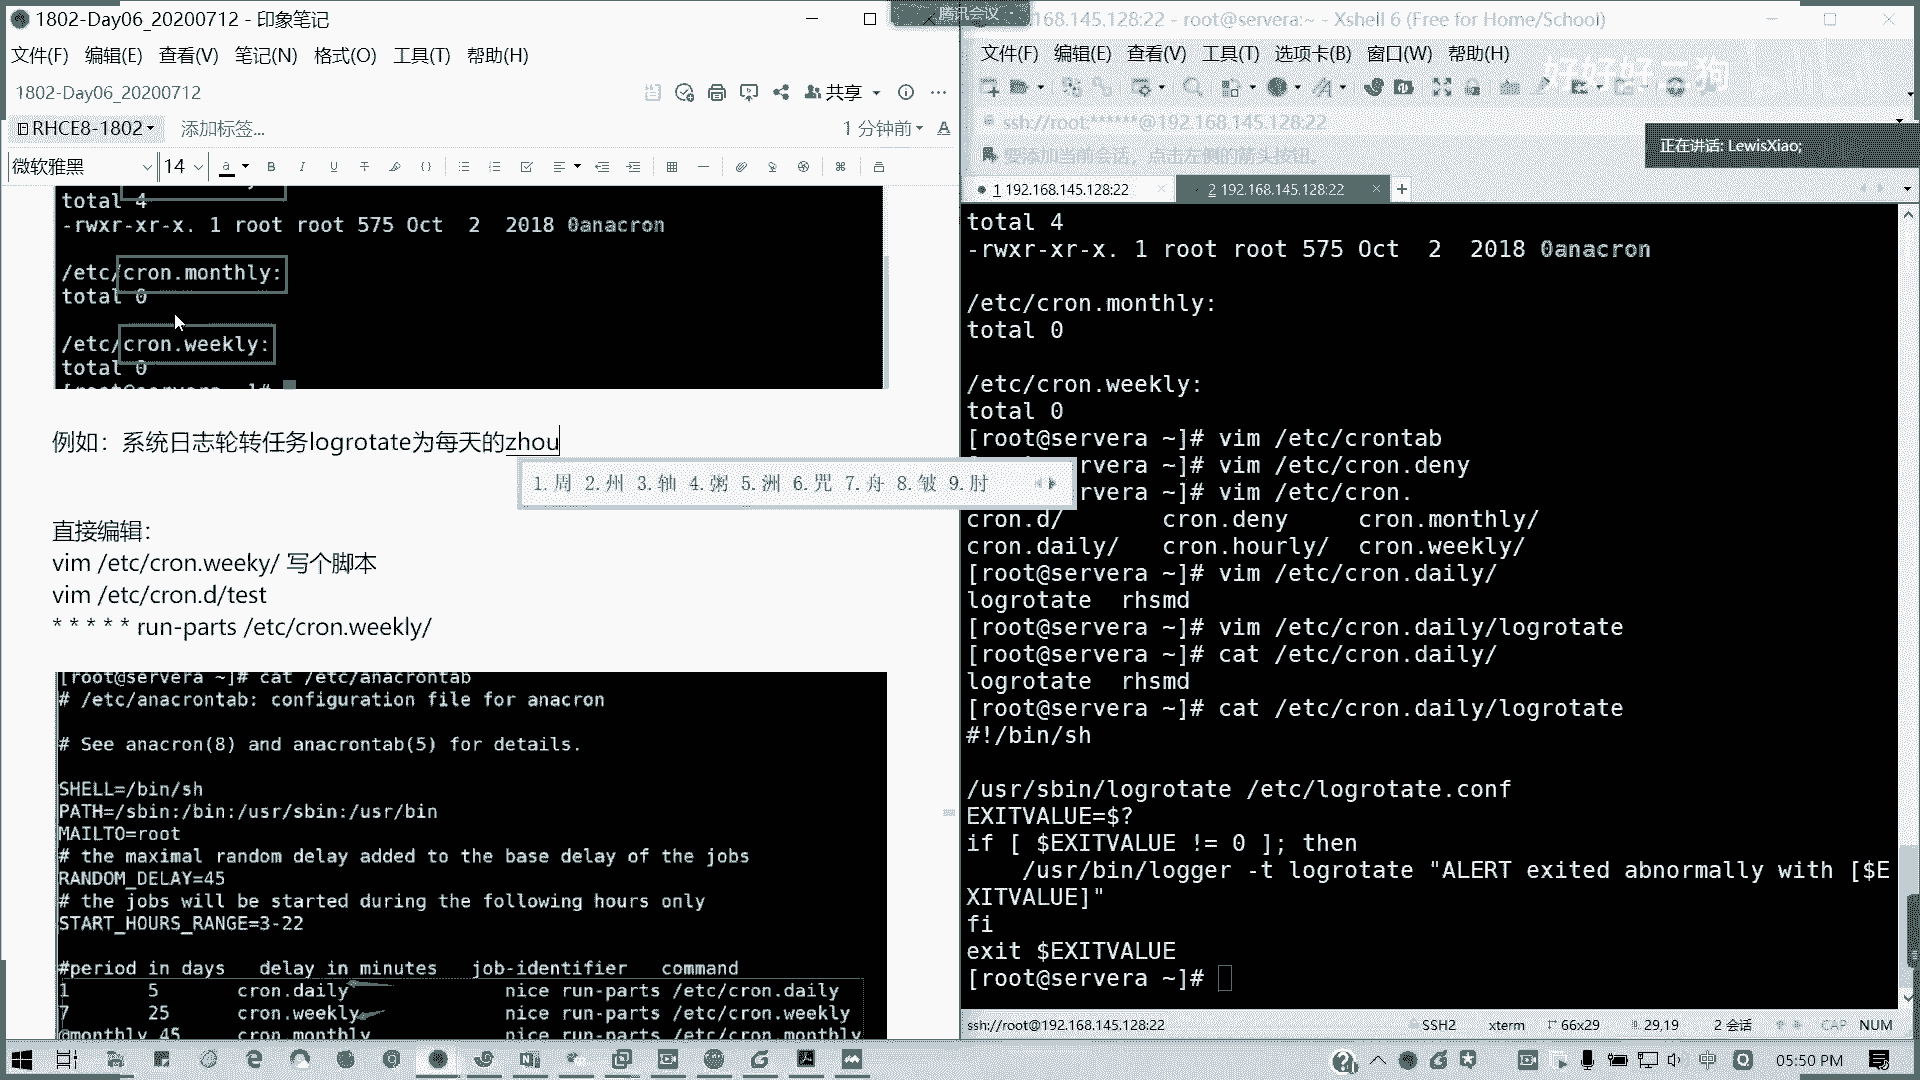 1802-Day06_20200712 - 印象笔记
文件(F) 编辑(E) 查看(V) 笔记(N) 格式(O) 工具(T) 帮助(H)
1802-Day06_20200712
共享
RHCE8-1802 添加标签...
1 分钟前
微软雅黑 14
total 4
-rwxr-xr-x. 1 root root 575 Oct  2  2018 0anacron
/etc/cron.monthly:
total 0
/etc/cron.weekly:
total 0
[root@servera ~]#
例如：系统日志轮转任务logrotate为每天的zhou
1.周 2.州 3.轴 4.粥 5.洲 6.咒 7.舟 8.皱 9.肘
直接编辑：
vim /etc/cron.weeky/ 写个脚本
vim /etc/cron.d/test
* * * * * run-parts /etc/cron.weekly/
[root@servera ~]# cat /etc/anacrontab
# /etc/anacrontab: configuration file for anacron
# See anacron(8) and anacrontab(5) for details.
SHELL=/bin/sh
PATH=/sbin:/bin:/usr/sbin:/usr/bin
MAILTO=root
# the maximal random delay added to the base delay of the jobs
RANDOM_DELAY=45
# the jobs will be started during the following hours only
START_HOURS_RANGE=3-22
#period in days   delay in minutes   job-identifier   command
1       5       cron.daily              nice run-parts /etc/cron.daily
7       25      cron.weekly             nice run-parts /etc/cron.weekly
@monthly 45     cron.monthly            nice run-parts /etc/cron.monthly
腾讯会议
168.145.128:22 - root@servera:~ - Xshell 6 (Free for Home/School)
文件(F) 编辑(E) 查看(V) 工具(T) 选项卡(B) 窗口(W) 帮助(H)
好好好二狗
ssh://root:******@192.168.145.128:22
正在讲话: LewisXiao;
要添加当前会话，点击左侧的箭头按钮。
1 192.168.145.128:22
2 192.168.145.128:22
total 4
-rwxr-xr-x. 1 root root 575 Oct  2  2018 0anacron
/etc/cron.monthly:
total 0
/etc/cron.weekly:
total 0
[root@servera ~]# vim /etc/crontab
rvera ~]# vim /etc/cron.deny
rvera ~]# vim /etc/cron.
cron.d/       cron.deny     cron.monthly/
cron.daily/   cron.hourly/  cron.weekly/
[root@servera ~]# vim /etc/cron.daily/
logrotate  rhsmd
[root@servera ~]# vim /etc/cron.daily/logrotate
[root@servera ~]# cat /etc/cron.daily/
logrotate  rhsmd
[root@servera ~]# cat /etc/cron.daily/logrotate
#!/bin/sh
/usr/sbin/logrotate /etc/logrotate.conf
EXITVALUE=$?
if [ $EXITVALUE != 0 ]; then
    /usr/bin/logger -t logrotate "ALERT exited abnormally with [$E
XITVALUE]"
fi
exit $EXITVALUE
[root@servera ~]#
ssh://root@192.168.145.128:22 SSH2 xterm 66x29 29,19 2 会话 CAP NUM
中 05:50 PM